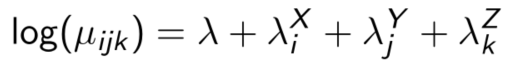 log(μ_{ijk}) = λ + λ_i^X + λ_j^Y + λ_k^Z